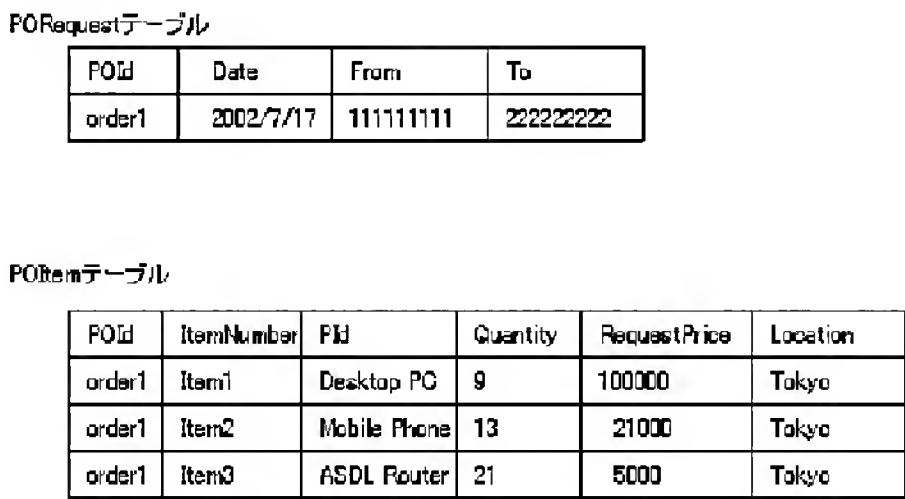 PORequestテーブル
POId Date From To
order1 2002/7/17 111111111 222222222
POItemテーブル
POId ItemNumber PId Quantity RequestPrice Location
order1 Item1 Desktop PC 9 100000 Tokyo
order1 Item2 Mobile Phone 13 21000 Tokyo
order1 Item3 ASDL Router 21 5000 Tokyo